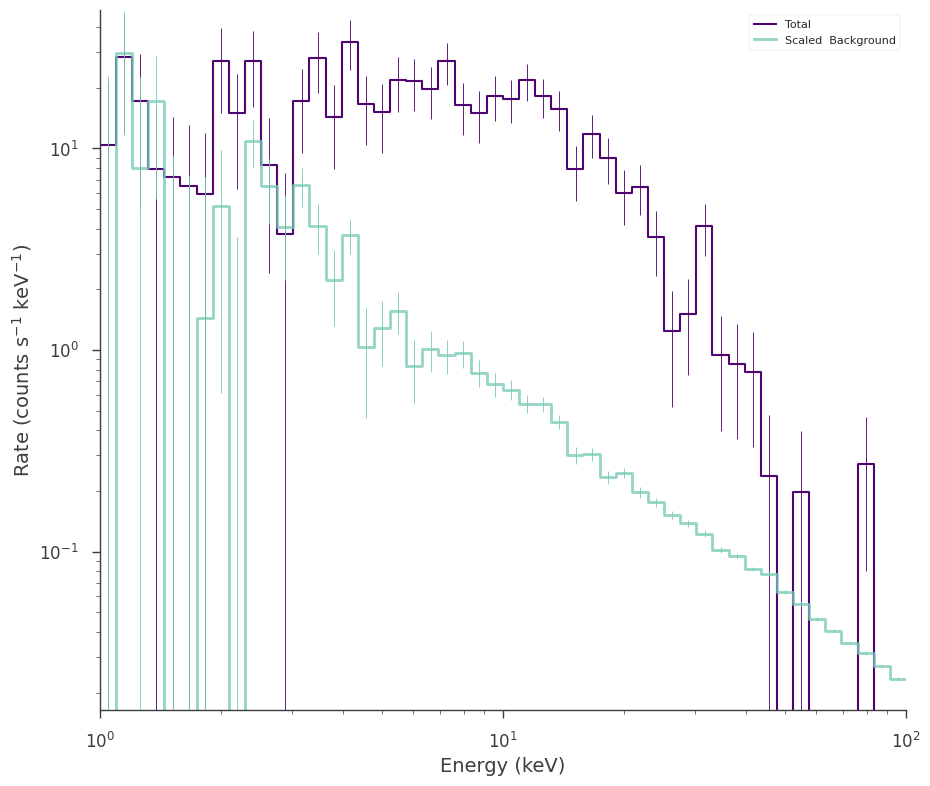 Total
Scaled  Background
Rate (counts s⁻¹ keV⁻¹)
10¹
10⁰
10⁻¹
10⁰
10¹
10²
Energy (keV)